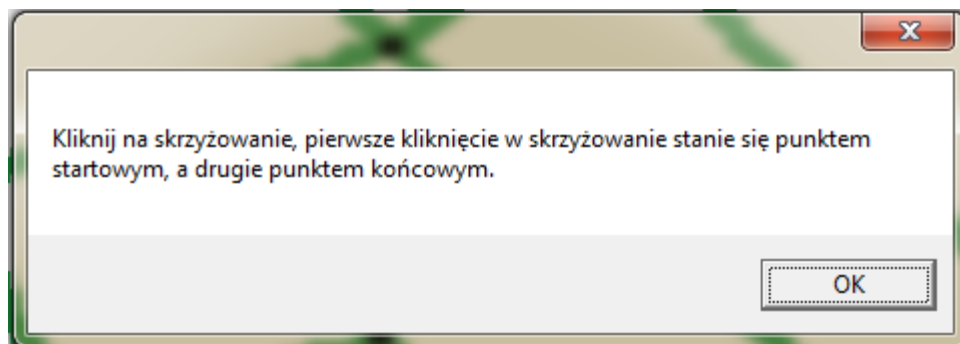 Kliknij na skrzyżowanie, pierwsze kliknięcie w skrzyżowanie stanie się punktem
startowym, a drugie punktem końcowym.
OK